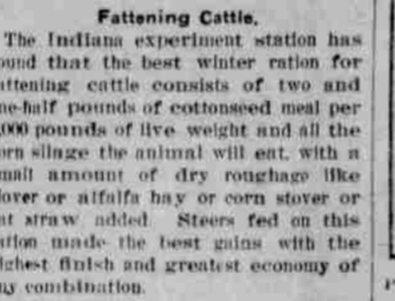 Fattening Cattle.
The Indiana experiment station has
ound that the best winter ration for
attening cattle consists of two and
ne-half pounds of cottonseed meal per
,000 pounds of live weight and all the
orn silage the animal will eat, with a
mall amount of dry roughage like
lover or alfalfa hay or corn stover or
at straw added. Steers fed on this
ation made the best gains with the
ighest finish and greatest economy of
ny combination.